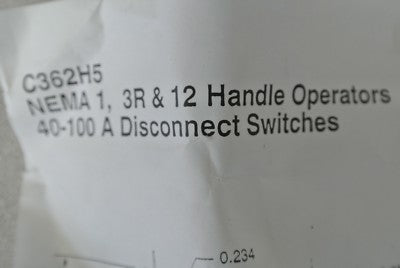 C362H5
NEMA 1, 3R & 12 Handle Operators
40-100 A Disconnect Switches
0.234